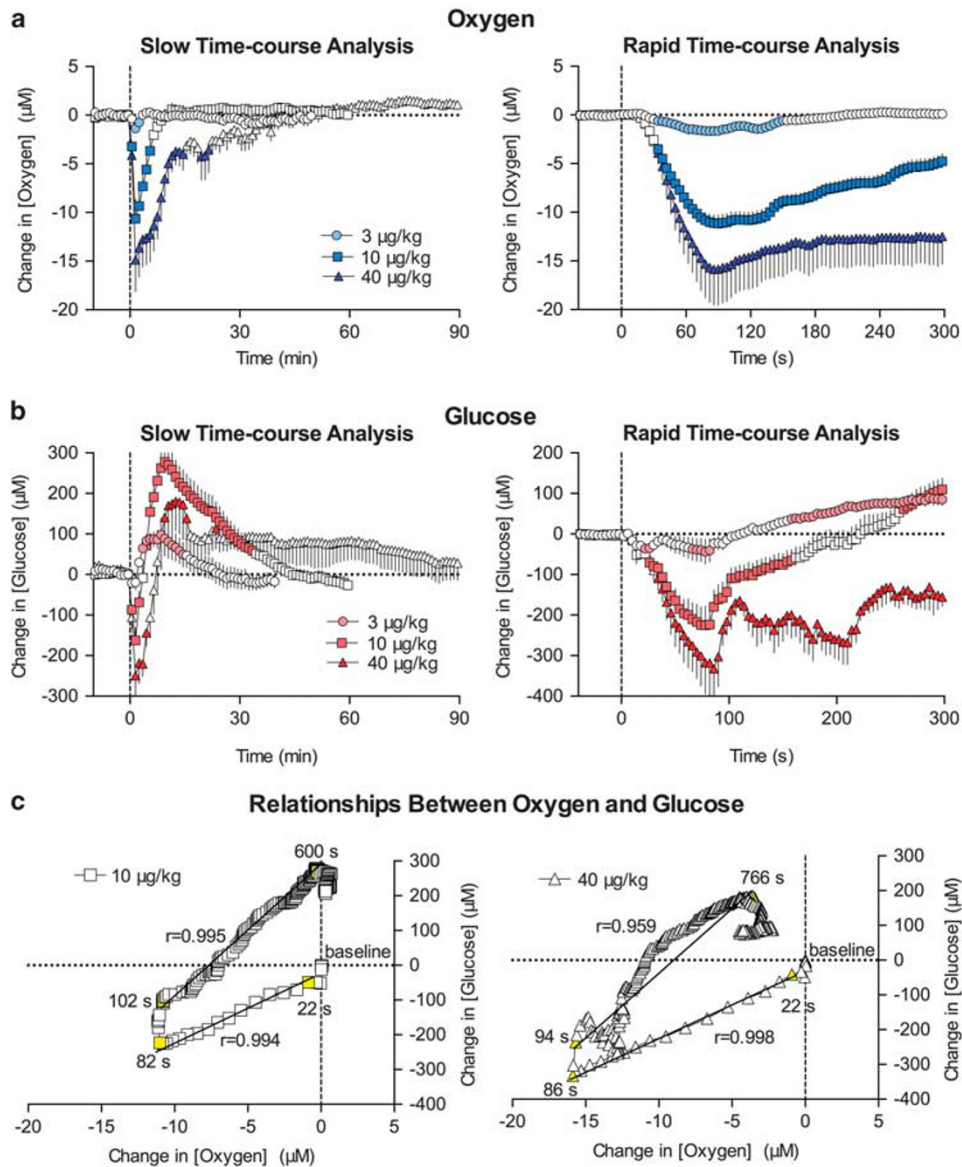 a
Oxygen
Slow Time-course Analysis
Rapid Time-course Analysis
Change in [Oxygen] (µM)
5
0
-5
-10
-15
-20
3 µg/kg
10 µg/kg
40 µg/kg
0 30 60 90
Time (min)
Change in [Oxygen] (µM)
5
0
-5
-10
-15
-20
0 60 120 180 240 300
Time (s)
b
Glucose
Slow Time-course Analysis
Rapid Time-course Analysis
Change in [Glucose] (µM)
300
200
100
0
-100
-200
-300
3 µg/kg
10 µg/kg
40 µg/kg
0 30 60 90
Time (min)
Change in [Glucose] (µM)
200
100
0
-100
-200
-300
-400
0 100 200 300
Time (s)
c
Relationships Between Oxygen and Glucose
10 µg/kg
600 s
r=0.995
baseline
102 s
22 s
r=0.994
82 s
300
200
100
0
-100
-200
-300
-400
Change in [Glucose] (µM)
-20 -15 -10 -5 0 5
Change in [Oxygen] (µM)
40 µg/kg
766 s
r=0.959
baseline
94 s
22 s
r=0.998
86 s
300
200
100
0
-100
-200
-300
-400
Change in [Glucose] (µM)
-20 -15 -10 -5 0 5
Change in [Oxygen] (µM)